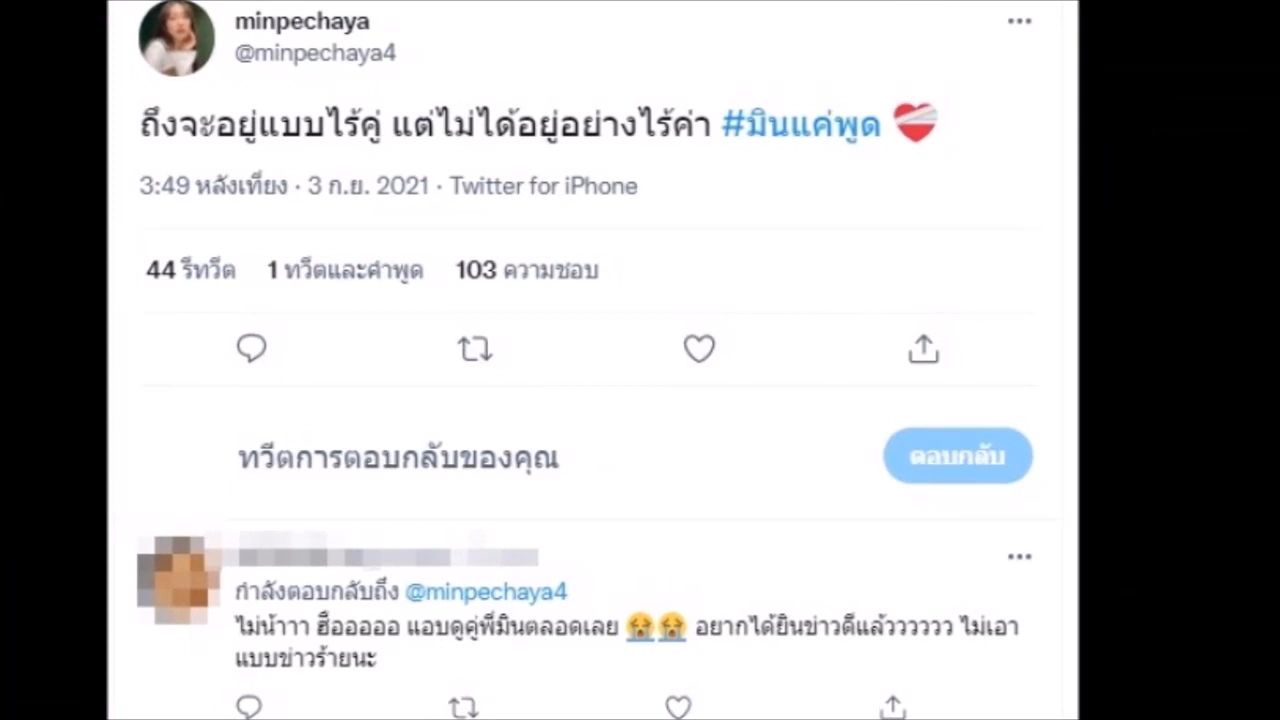 minpechaya
@minpechaya4
ถึงจะอยู่แบบไร้คู่ แต่ไม่ได้อยู่อย่างไร้ค่า #มินแค่พูด ❤️‍🩹
3:49 หลังเที่ยง · 3 ก.ย. 2021 · Twitter for iPhone
44 รีทวีต 1 ทวีตและคำพูด 103 ความชอบ
ทวีตการตอบกลับของคุณ ตอบกลับ
กำลังตอบกลับถึง @minpechaya4
ไม่น้าาา ฮืออออออ แอบดูคู่พี่มินตลอดเลย 😭😭 อยากได้ยินข่าวดีแล้วววววว ไม่เอา
แบบข่าวร้ายนะ